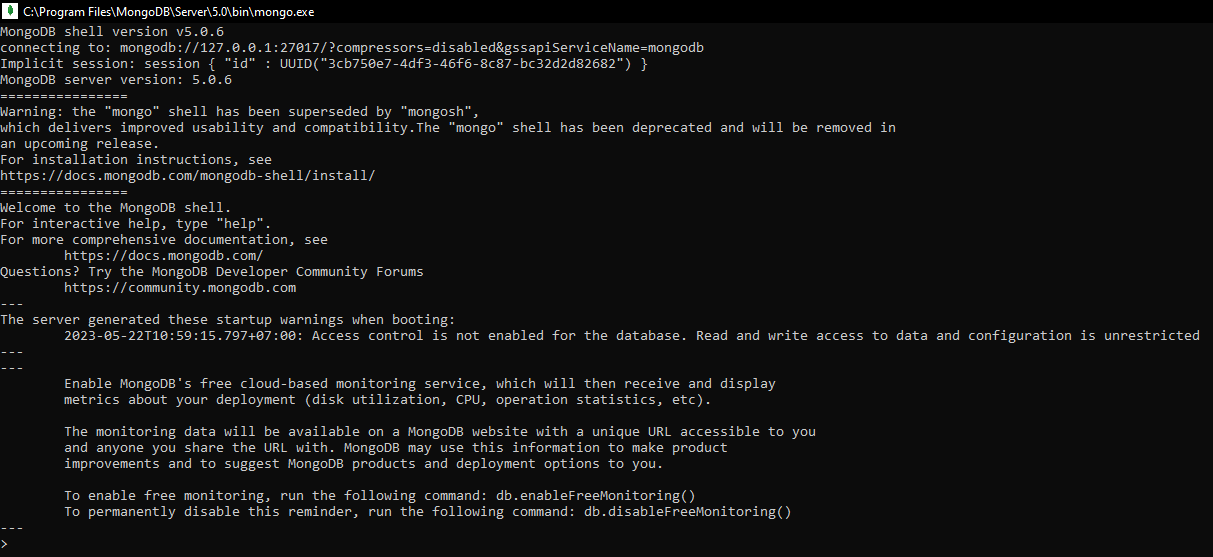 C:\Program Files\MongoDB\Server\5.0\bin\mongo.exe
MongoDB shell version v5.0.6
connecting to: mongodb://127.0.0.1:27017/?compressors=disabled&gssapiServiceName=mongodb
Implicit session: session { "id" : UUID("3cb750e7-4df3-46f6-8c87-bc32d2d82682") }
MongoDB server version: 5.0.6
================
Warning: the "mongo" shell has been superseded by "mongosh",
which delivers improved usability and compatibility.The "mongo" shell has been deprecated and will be removed in
an upcoming release.
For installation instructions, see
https://docs.mongodb.com/mongodb-shell/install/
================
Welcome to the MongoDB shell.
For interactive help, type "help".
For more comprehensive documentation, see
        https://docs.mongodb.com/
Questions? Try the MongoDB Developer Community Forums
        https://community.mongodb.com
---
The server generated these startup warnings when booting:
        2023-05-22T10:59:15.797+07:00: Access control is not enabled for the database. Read and write access to data and configuration is unrestricted
---
---
        Enable MongoDB's free cloud-based monitoring service, which will then receive and display
        metrics about your deployment (disk utilization, CPU, operation statistics, etc).

        The monitoring data will be available on a MongoDB website with a unique URL accessible to you
        and anyone you share the URL with. MongoDB may use this information to make product
        improvements and to suggest MongoDB products and deployment options to you.

        To enable free monitoring, run the following command: db.enableFreeMonitoring()
        To permanently disable this reminder, run the following command: db.disableFreeMonitoring()
---
>